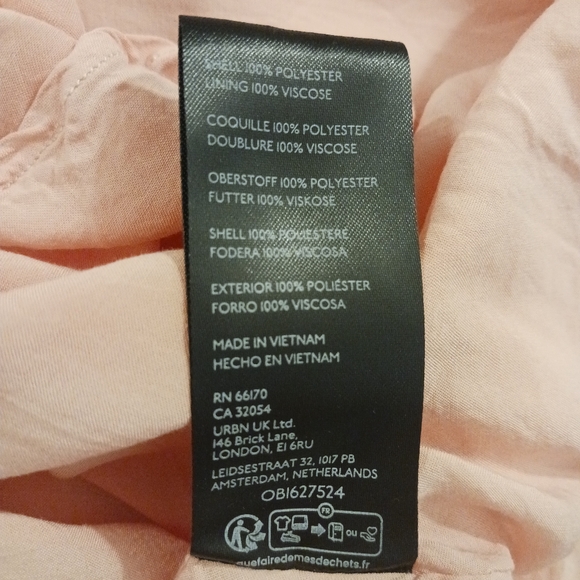 SHELL 100% POLYESTER
LINING 100% VISCOSE
COQUILLE 100% POLYESTER
DOUBLURE 100% VISCOSE
OBERSTOFF 100% POLYESTER
FUTTER 100% VISKOSE
SHELL 100% POLIESTERE
FODERA 100% VISCOSA
EXTERIOR 100% POLIÉSTER
FORRO 100% VISCOSA
MADE IN VIETNAM
HECHO EN VIETNAM
RN 66170
CA 32054
URBN UK Ltd.
146 Brick Lane,
LONDON, E1 6RU
LEIDSESTRAAT 32, 1017 PB
AMSTERDAM, NETHERLANDS
OB1627524
FR
OU
quefairedemesdechets.fr